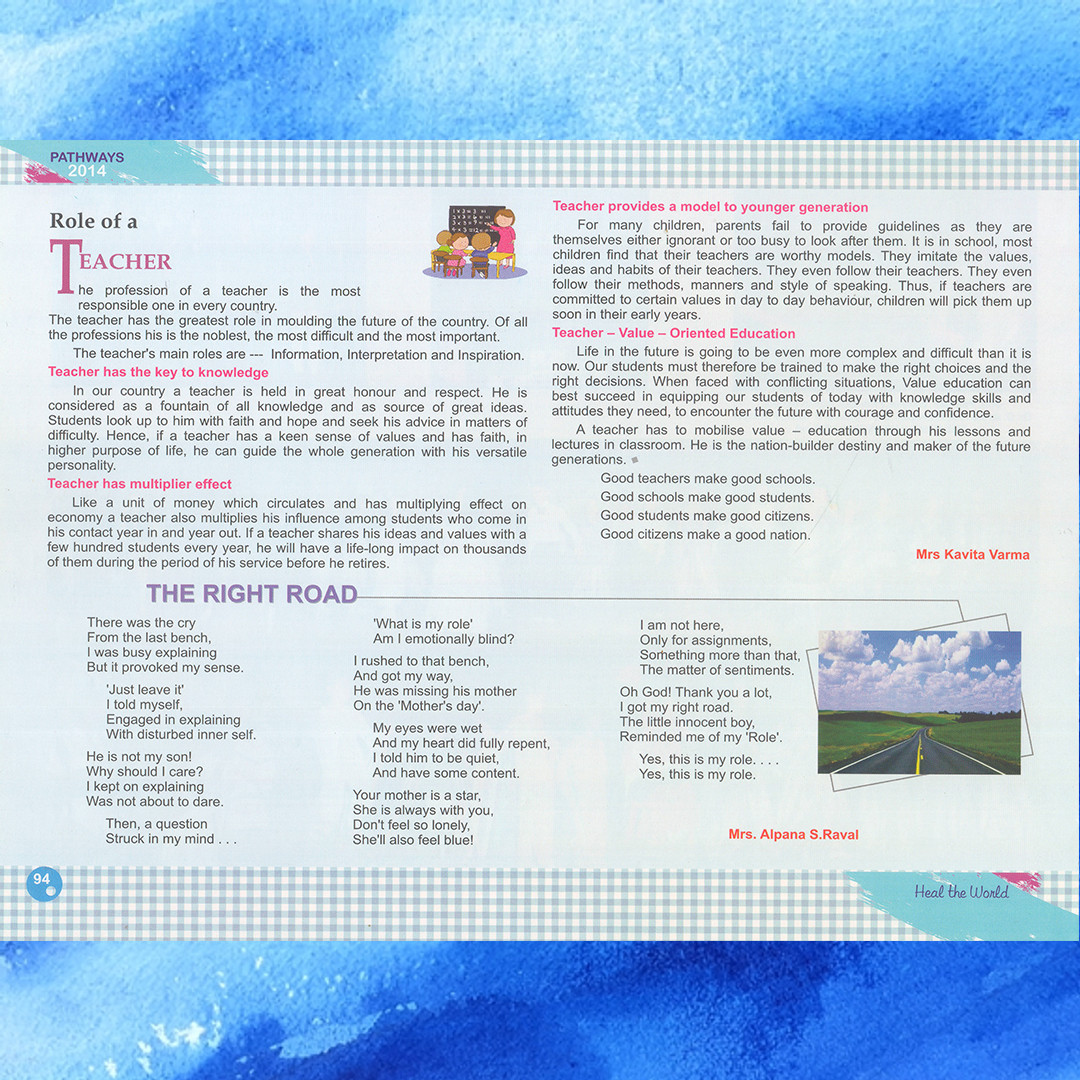 PATHWAYS
2014
Role of a
TEACHER
The profession of a teacher is the most
responsible one in every country.
The teacher has the greatest role in moulding the future of the country. Of all
the professions his is the noblest, the most difficult and the most important.
The teacher's main roles are --- Information, Interpretation and Inspiration.
Teacher has the key to knowledge
In our country a teacher is held in great honour and respect. He is
considered as a fountain of all knowledge and as source of great ideas.
Students look up to him with faith and hope and seek his advice in matters of
difficulty. Hence, if a teacher has a keen sense of values and has faith, in
higher purpose of life, he can guide the whole generation with his versatile
personality.
Teacher has multiplier effect
Like a unit of money which circulates and has multiplying effect on
economy a teacher also multiplies his influence among students who come in
his contact year in and year out. If a teacher shares his ideas and values with a
few hundred students every year, he will have a life-long impact on thousands
of them during the period of his service before he retires.
Teacher provides a model to younger generation
For many children, parents fail to provide guidelines as they are
themselves either ignorant or too busy to look after them. It is in school, most
children find that their teachers are worthy models. They imitate the values,
ideas and habits of their teachers. They even follow their teachers. They even
follow their methods, manners and style of speaking. Thus, if teachers are
committed to certain values in day to day behaviour, children will pick them up
soon in their early years.
Teacher – Value – Oriented Education
Life in the future is going to be even more complex and difficult than it is
now. Our students must therefore be trained to make the right choices and the
right decisions. When faced with conflicting situations, Value education can
best succeed in equipping our students of today with knowledge skills and
attitudes they need, to encounter the future with courage and confidence.
A teacher has to mobilise value – education through his lessons and
lectures in classroom. He is the nation-builder destiny and maker of the future
generations.
Good teachers make good schools.
Good schools make good students.
Good students make good citizens.
Good citizens make a good nation.
Mrs Kavita Varma
THE RIGHT ROAD
There was the cry
From the last bench,
I was busy explaining
But it provoked my sense.
'Just leave it'
I told myself,
Engaged in explaining
With disturbed inner self.
He is not my son!
Why should I care?
I kept on explaining
Was not about to dare.
Then, a question
Struck in my mind . . .
'What is my role'
Am I emotionally blind?
I rushed to that bench,
And got my way,
He was missing his mother
On the 'Mother's day'.
My eyes were wet
And my heart did fully repent,
I told him to be quiet,
And have some content.
Your mother is a star,
She is always with you,
Don't feel so lonely,
She'll also feel blue!
I am not here,
Only for assignments,
Something more than that,
The matter of sentiments.
Oh God! Thank you a lot,
I got my right road.
The little innocent boy,
Reminded me of my 'Role'.
Yes, this is my role. . . .
Yes, this is my role.
Mrs. Alpana S.Raval
94
Heal the World